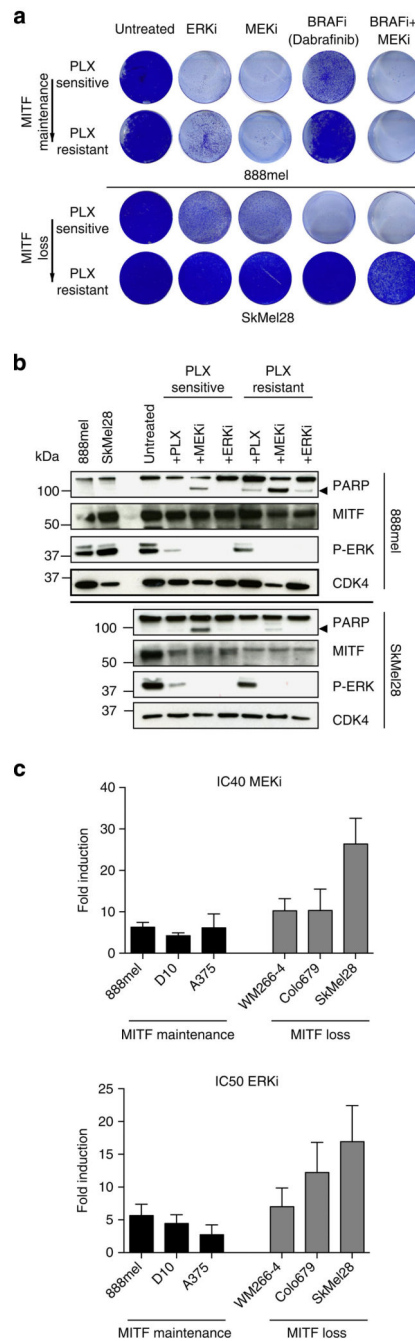 a
Untreated ERKi MEKi BRAFi (Dabrafinib) BRAFi+ MEKi
MITF maintenance
PLX sensitive
PLX resistant
888mel
MITF loss
PLX sensitive
PLX resistant
SkMel28
b
PLX sensitive PLX resistant
kDa 888mel SkMel28 Untreated +PLX +MEKi +ERKi +PLX +MEKi +ERKi
100 PARP
50 MITF
37 P-ERK
37 CDK4
888mel
100 PARP
50 MITF
37 P-ERK
37 CDK4
SkMel28
c
IC40 MEKi
Fold induction
40
30
20
10
0
888mel D10 A375 WM266-4 Colo679 SkMel28
MITF maintenance MITF loss
IC50 ERKi
Fold induction
25
20
15
10
5
0
888mel D10 A375 WM266-4 Colo679 SkMel28
MITF maintenance MITF loss